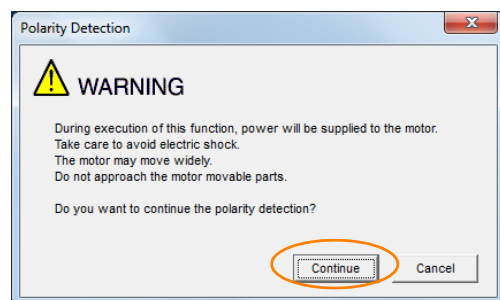 Polarity Detection
WARNING
During execution of this function, power will be supplied to the motor.
Take care to avoid electric shock.
The motor may move widely.
Do not approach the motor movable parts.
Do you want to continue the polarity detection?
Continue
Cancel